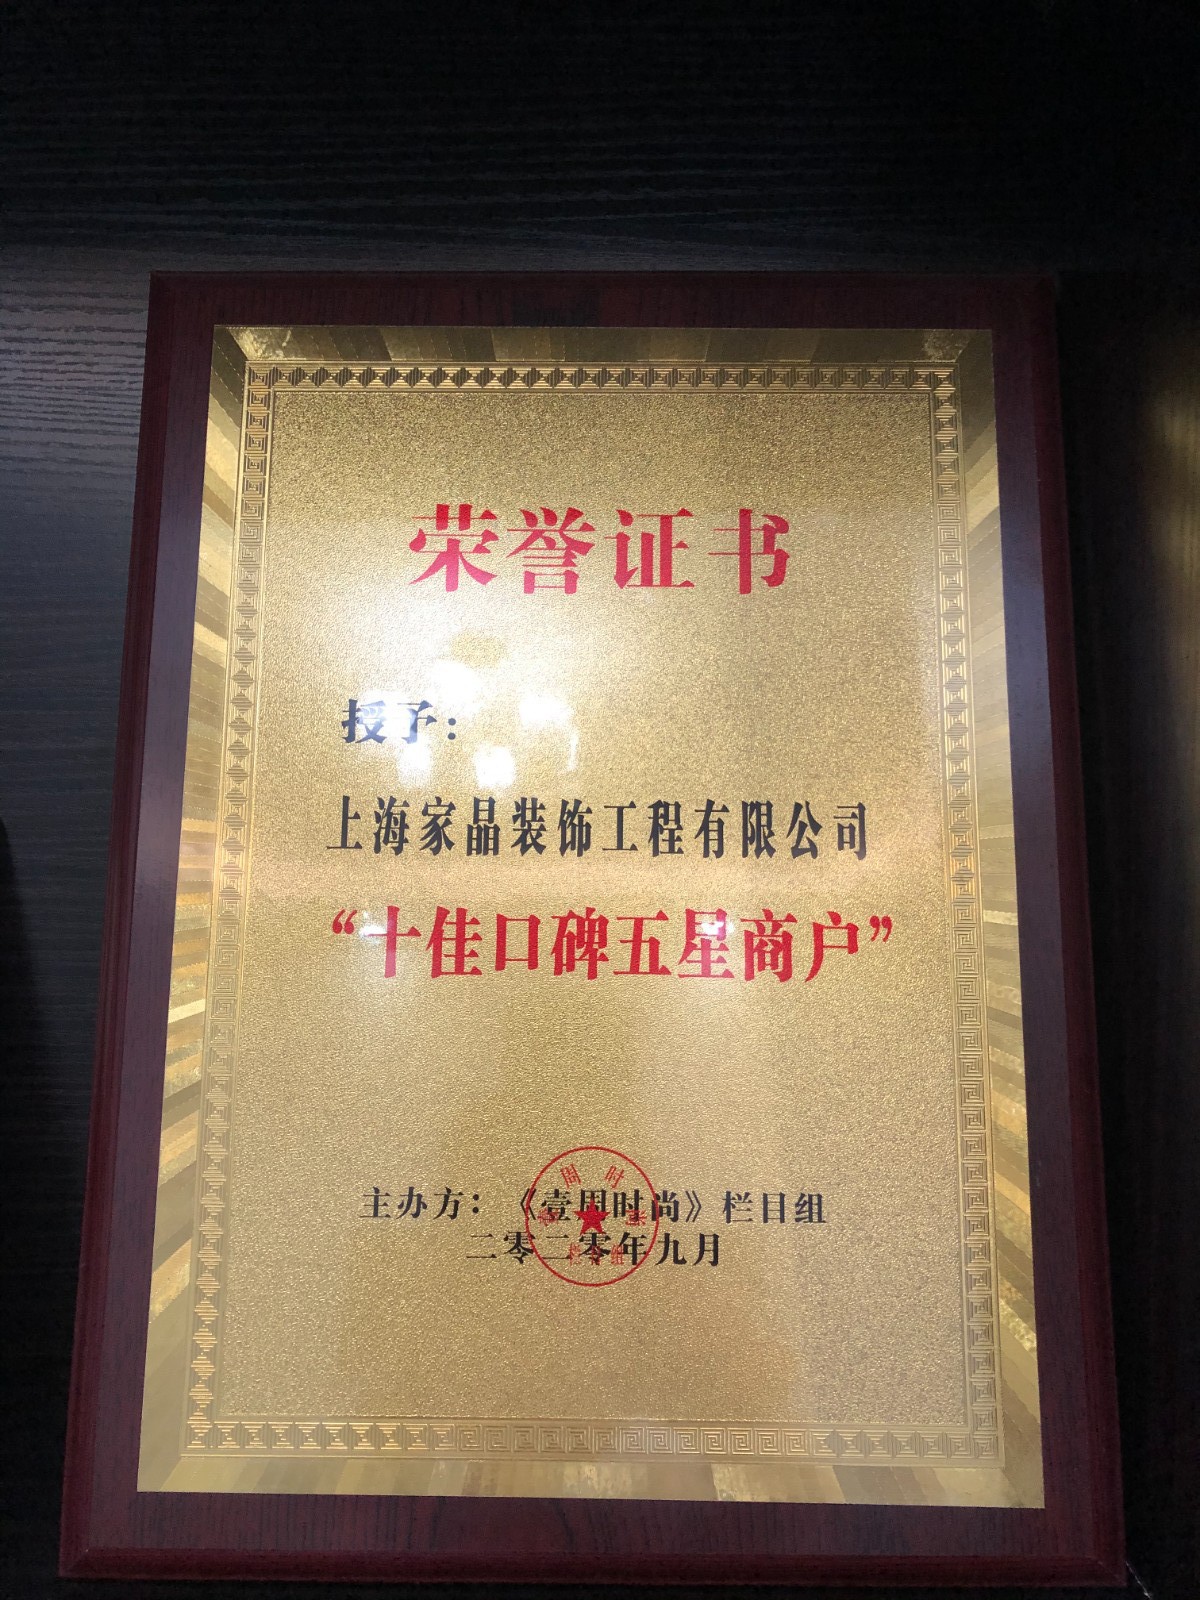 荣誉证书
授予：
上海家晶装饰工程有限公司
“十佳口碑五星商户”
主办方：《壹周时尚》栏目组
二零二零年九月